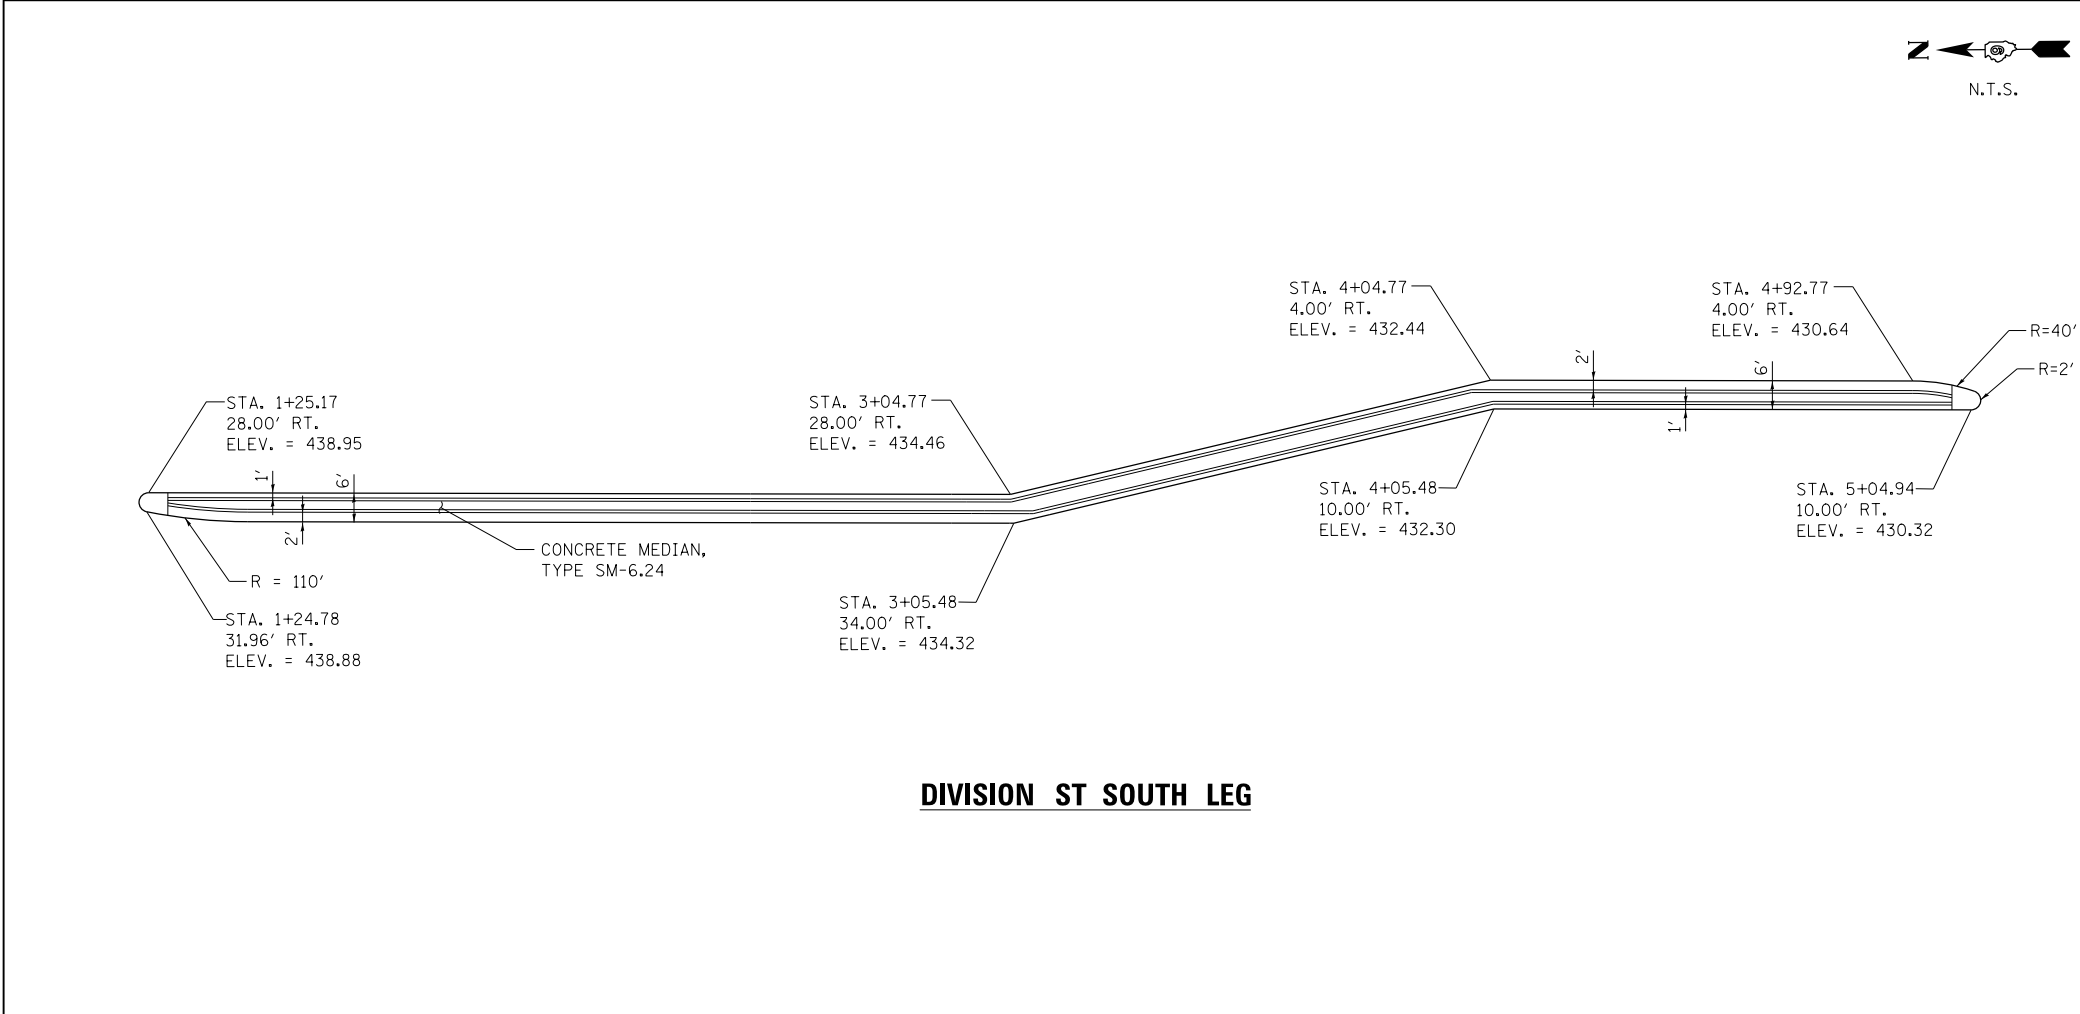 N
N.T.S.
STA. 4+04.77
4.00' RT.
ELEV. = 432.44
STA. 4+92.77
4.00' RT.
ELEV. = 430.64
R=40'
R=2'
2'
6'
1'
STA. 1+25.17
28.00' RT.
ELEV. = 438.95
STA. 3+04.77
28.00' RT.
ELEV. = 434.46
1'
6'
2'
STA. 4+05.48
10.00' RT.
ELEV. = 432.30
STA. 5+04.94
10.00' RT.
ELEV. = 430.32
CONCRETE MEDIAN,
TYPE SM-6.24
R = 110'
STA. 1+24.78
31.96' RT.
ELEV. = 438.88
STA. 3+05.48
34.00' RT.
ELEV. = 434.32
DIVISION ST SOUTH LEG